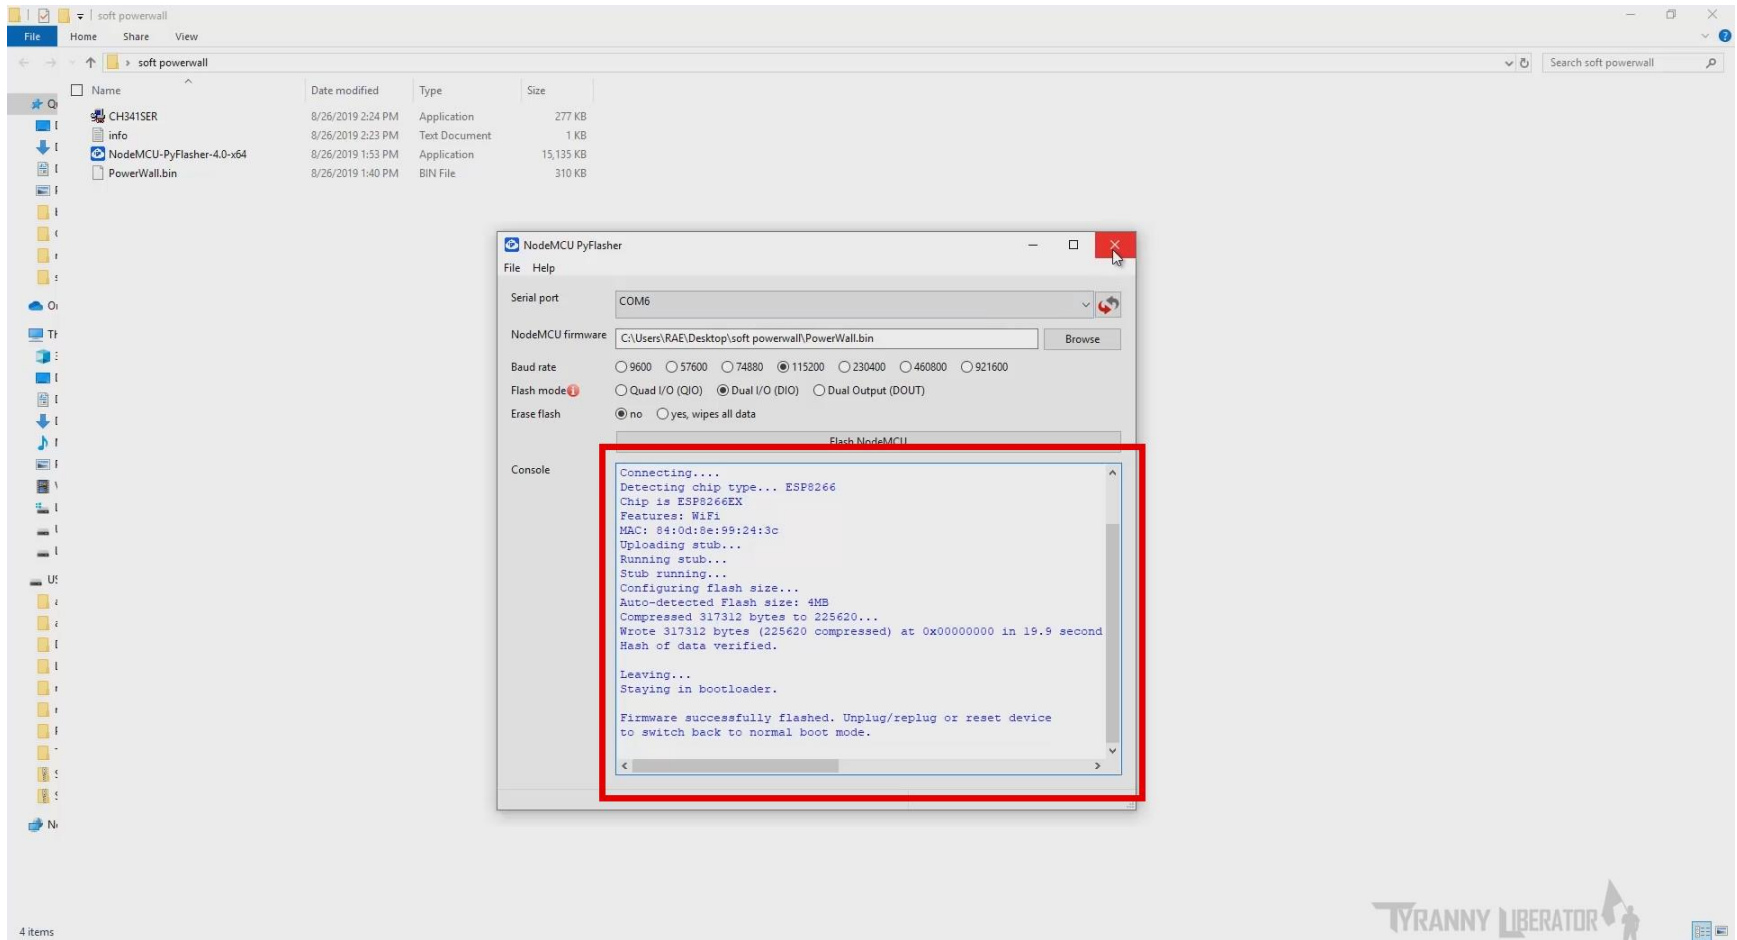 soft powerwall
File Home Share View
soft powerwall
Search soft powerwall
Name Date modified Type Size
CH341SER 8/26/2019 2:24 PM Application 277 KB
info 8/26/2019 2:23 PM Text Document 1 KB
NodeMCU-PyFlasher-4.0-x64 8/26/2019 1:53 PM Application 15,135 KB
PowerWall.bin 8/26/2019 1:40 PM BIN File 310 KB
NodeMCU PyFlasher
File Help
Serial port COM6
NodeMCU firmware C:\Users\RAE\Desktop\soft powerwall\PowerWall.bin Browse
Baud rate 9600 57600 74880 115200 230400 460800 921600
Flash mode Quad I/O (QIO) Dual I/O (DIO) Dual Output (DOUT)
Erase flash no yes, wipes all data
Flash NodeMCU
Console
Connecting....
Detecting chip type... ESP8266
Chip is ESP8266EX
Features: WiFi
MAC: 84:0d:8e:99:24:3c
Uploading stub...
Running stub...
Stub running...
Configuring flash size...
Auto-detected Flash size: 4MB
Compressed 317312 bytes to 225620...
Wrote 317312 bytes (225620 compressed) at 0x00000000 in 19.9 second
Hash of data verified.
Leaving...
Staying in bootloader.
Firmware successfully flashed. Unplug/replug or reset device
to switch back to normal boot mode.
TYRANNY LIBERATOR
4 items